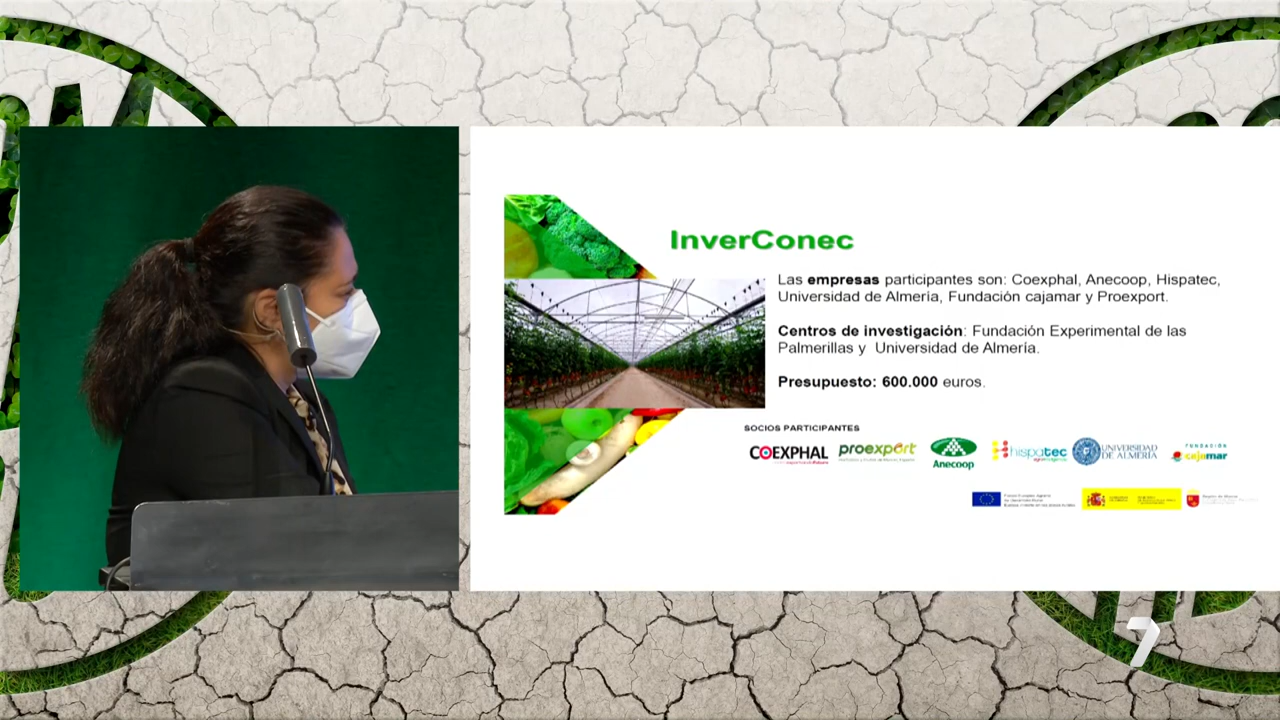 InverConec
Las empresas participantes son: Coexphal, Anecoop, Hispatec,
Universidad de Almería, Fundación cajamar y Proexport.
Centros de investigación: Fundación Experimental de las
Palmerillas y Universidad de Almería.
Presupuesto: 600.000 euros.
SOCIOS PARTICIPANTES
COEXPHAL
proexport
Anecoop
hispatec
UNIVERSIDAD
DE ALMERÍA
FUNDACIÓN
cajamar
7